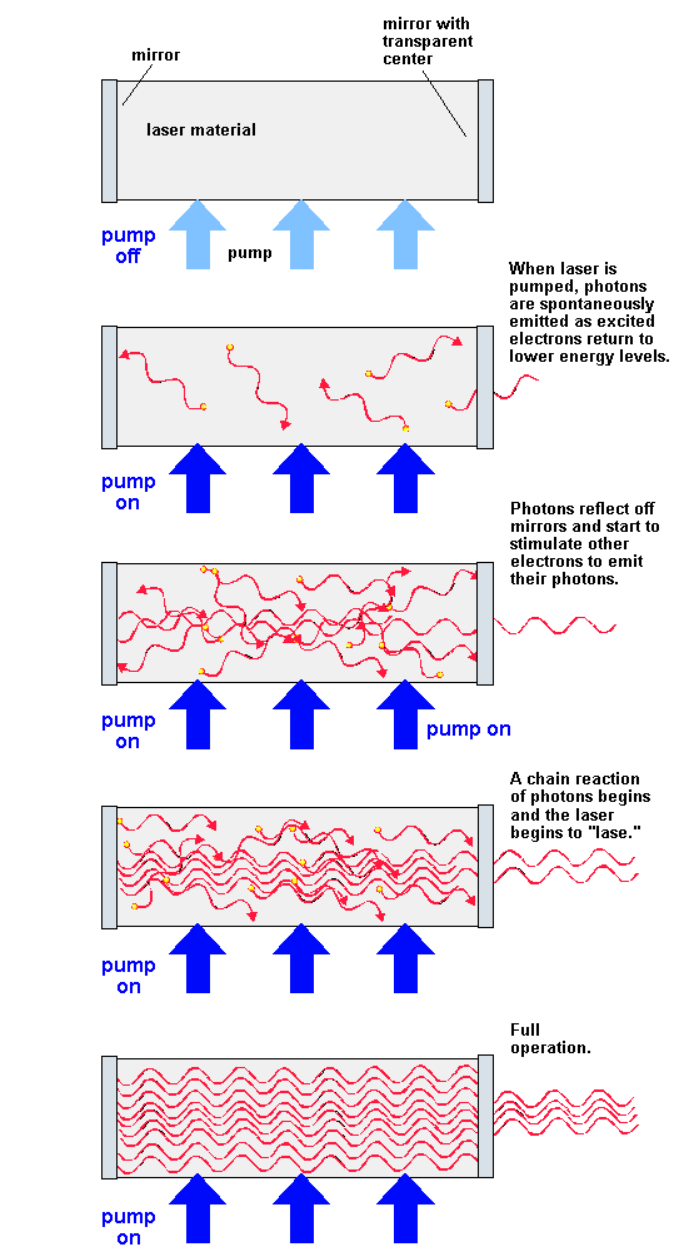 mirror
mirror with
transparent
center
laser material
pump
off
pump
When laser is
pumped, photons
are spontaneously
emitted as excited
electrons return to
lower energy levels.
pump
on
Photons reflect off
mirrors and start to
stimulate other
electrons to emit
their photons.
pump
on
pump on
A chain reaction
of photons begins
and the laser
begins to "lase."
pump
on
Full
operation.
pump
on